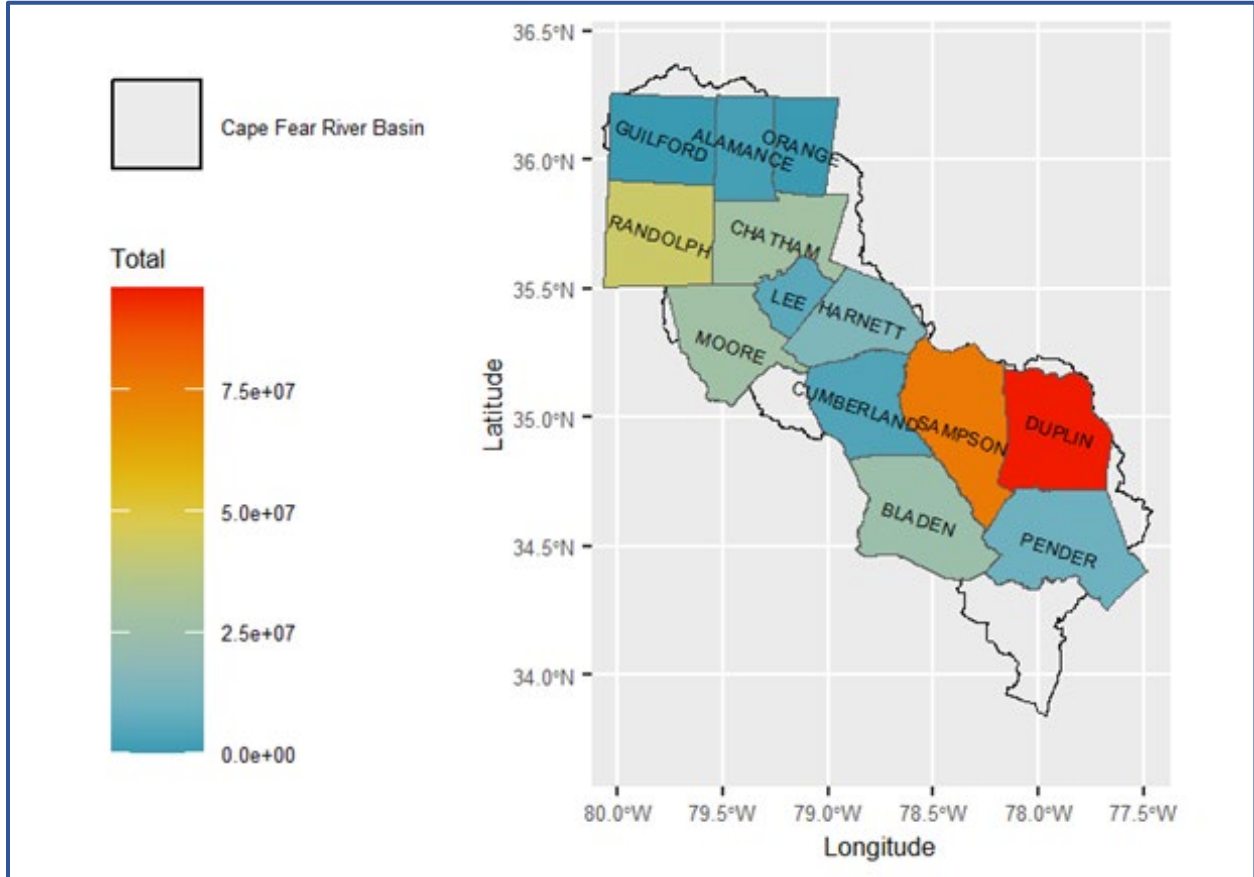 Cape Fear River Basin
Total
7.5e+07
5.0e+07
2.5e+07
0.0e+00
Latitude
36.5°N
36.0°N
35.5°N
35.0°N
34.5°N
34.0°N
GUILFORD
ALAMANCE
ORANGE
RANDOLPH
CHATHAM
LEE
HARNETT
MOORE
CUMBERLAND
SAMPSON
DUPLIN
BLADEN
PENDER
80.0°W 79.5°W 79.0°W 78.5°W 78.0°W 77.5°W
Longitude